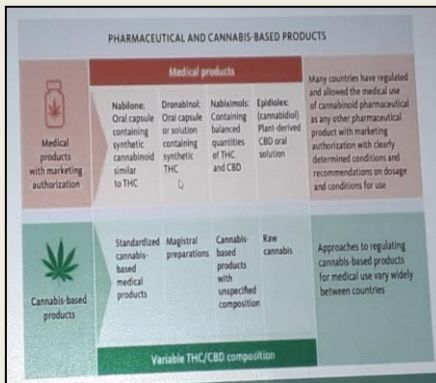 PHARMACEUTICAL AND CANNABIS-BASED PRODUCTS
Medical products
Medical
products
with marketing
authorization
Nabilone:
Oral capsule
containing
synthetic
cannabinoid
similar
to THC
Dronabinol:
Oral capsule
or solution
containing
synthetic
THC
Nabiximols:
Containing
balanced
quantities
of THC
and CBD
Epidiolex:
(cannabidiol)
Plant-derived
CBD oral
solution
Many countries have regulated
and allowed the medical use
of cannabinoid pharmaceutical
as any other pharmaceutical
product with marketing
authorization with clearly
determined conditions and
recommendations on dosage
and conditions for use
Cannabis-based
products
Standardized
cannabis-
based
medical
products
Magistral
preparations
Cannabis-
based
products
with
unspecified
composition
Raw
cannabis
Approaches to regulating
cannabis-based products
for medical use vary widely
between countries
Variable THC/CBD composition